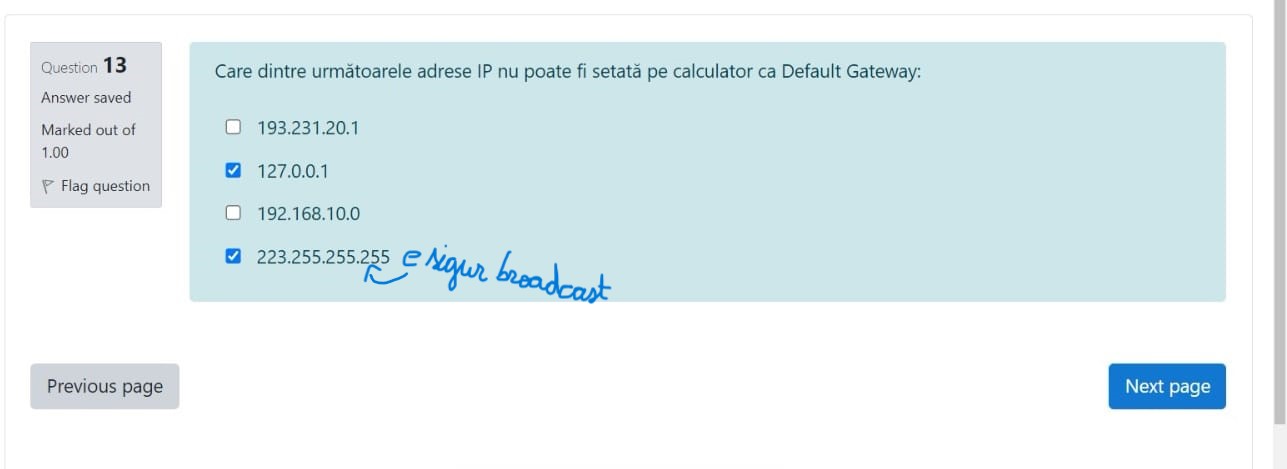 Question 13
Answer saved
Marked out of
1.00
Flag question
Care dintre următoarele adrese IP nu poate fi setată pe calculator ca Default Gateway:
193.231.20.1
127.0.0.1
192.168.10.0
223.255.255.255 e sigur broadcast
Previous page
Next page